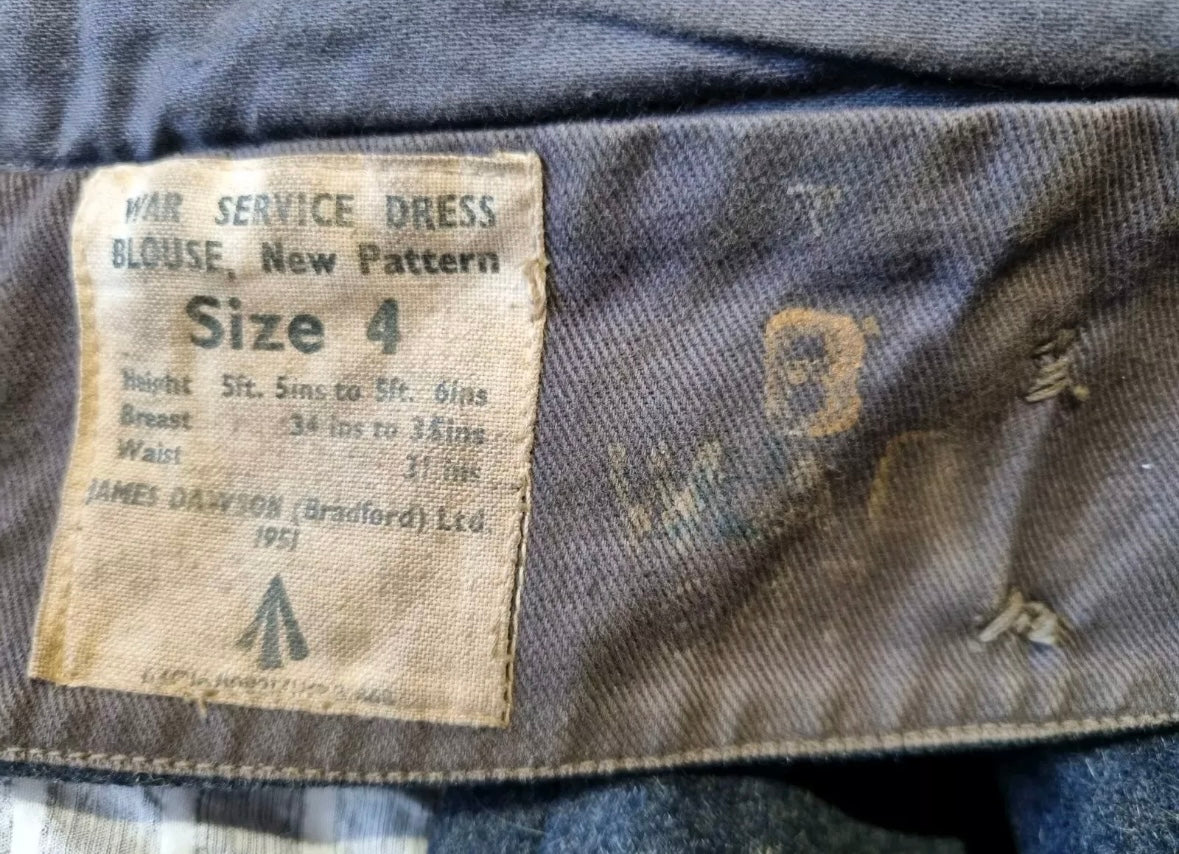 WAR SERVICE DRESS
BLOUSE, New Pattern
Size 4
Height 5ft. 5ins to 5ft. 6ins
Breast 34 ins to 35ins
Waist 31 ins
JAMES DAWSON (Bradford) Ltd.
1951